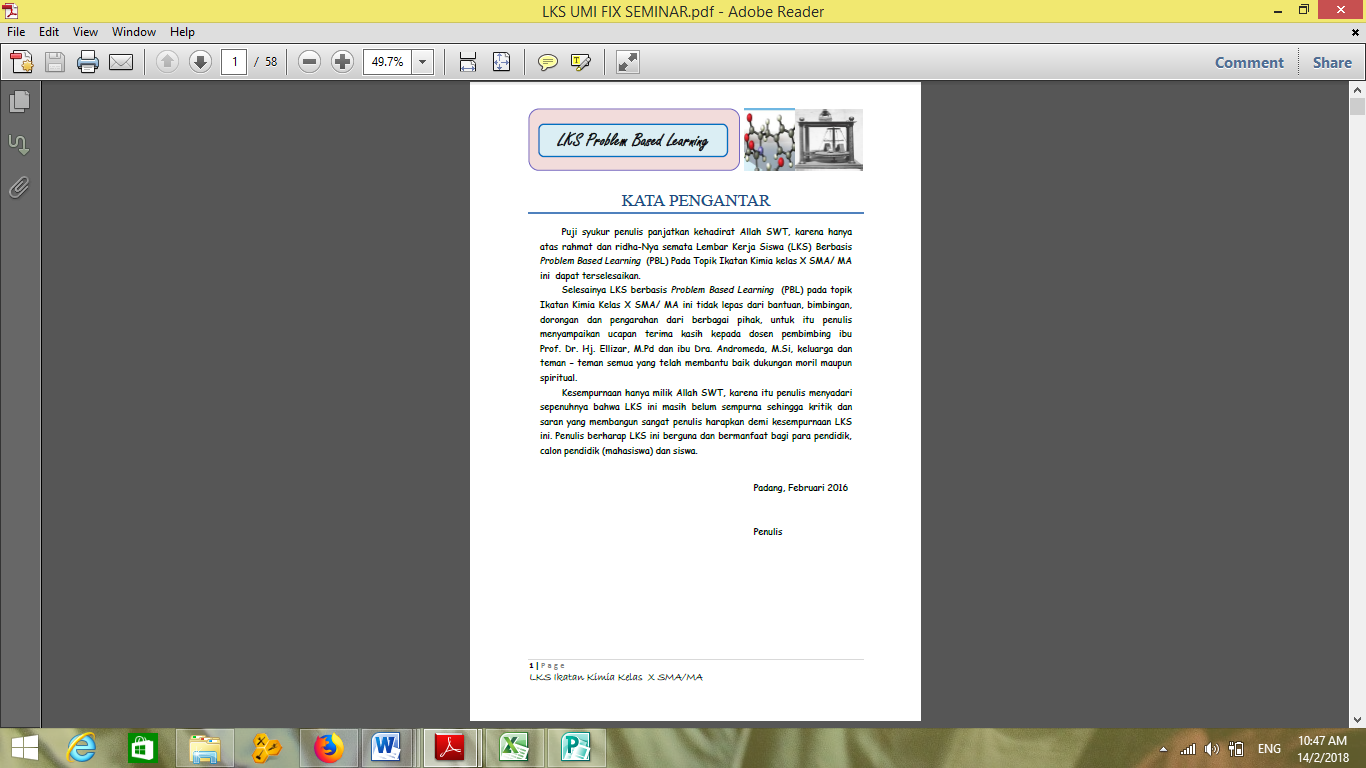 LKS UMI FIX SEMINAR.pdf - Adobe Reader
File Edit View Window Help
1 / 58 49.7% Comment Share
LKS Problem Based Learning
KATA PENGANTAR
Puji syukur penulis panjatkan kehadirat Allah SWT, karena hanya
atas rahmat dan ridha-Nya semata Lembar Kerja Siswa (LKS) Berbasis
Problem Based Learning (PBL) Pada Topik Ikatan Kimia kelas X SMA/ MA
ini dapat terselesaikan.
Selesainya LKS berbasis Problem Based Learning (PBL) pada topik
Ikatan Kimia Kelas X SMA/ MA ini tidak lepas dari bantuan, bimbingan,
dorongan dan pengarahan dari berbagai pihak, untuk itu penulis
menyampaikan ucapan terima kasih kepada dosen pembimbing ibu
Prof. Dr. Hj. Ellizar, M.Pd dan ibu Dra. Andromeda, M.Si, keluarga dan
teman – teman semua yang telah membantu baik dukungan moril maupun
spiritual.
Kesempurnaan hanya milik Allah SWT, karena itu penulis menyadari
sepenuhnya bahwa LKS ini masih belum sempurna sehingga kritik dan
saran yang membangun sangat penulis harapkan demi kesempurnaan LKS
ini. Penulis berharap LKS ini berguna dan bermanfaat bagi para pendidik,
calon pendidik (mahasiswa) dan siswa.
Padang, Februari 2016
Penulis
1 | Page
LKS Ikatan Kimia Kelas X SMA/MA
ENG
10:47 AM
14/2/2018